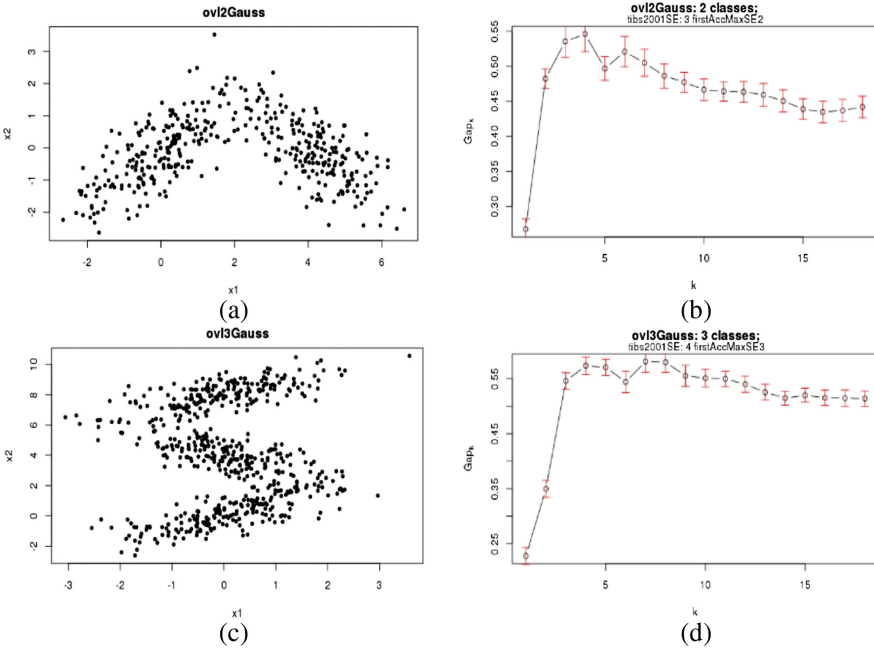 ovl2Gauss
x2
3
2
1
0
-1
-2
-2 0 2 4 6
x1
(a)
ovl2Gauss: 2 classes;
tibs2001SE: 3 firstAccMaxSE2
Gapk
0.55
0.50
0.45
0.40
0.35
0.30
5 10 15
k
(b)
ovl3Gauss
x2
10
8
6
4
2
0
-2
-3 -2 -1 0 1 2 3
x1
(c)
ovl3Gauss: 3 classes;
tibs2001SE: 4 firstAccMaxSE3
Gapk
0.55
0.45
0.35
0.25
5 10 15
k
(d)